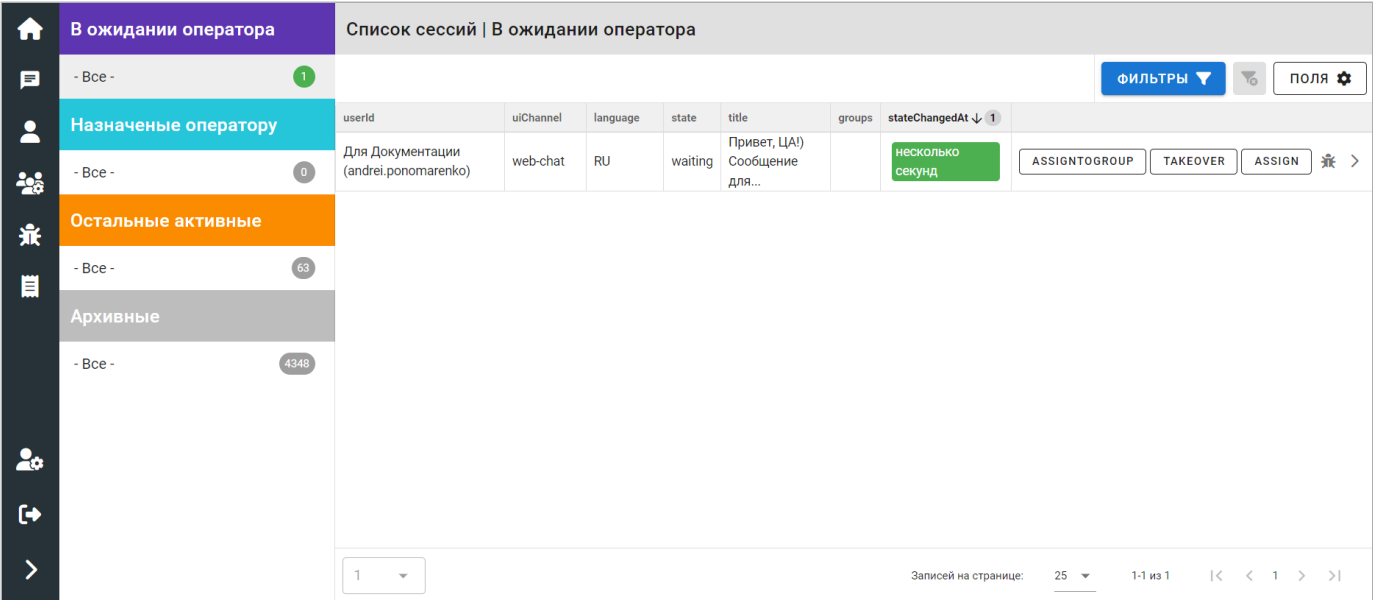 В ожидании оператора
- Все -
1
Назначеные оператору
- Все -
0
Остальные активные
- Все -
63
Архивные
- Все -
4348
Список сессий | В ожидании оператора
ФИЛЬТРЫ
ПОЛЯ
userId
uiChannel
language
state
title
groups
stateChangedAt
1
Для Документации
(andrei.ponomarenko)
web-chat
RU
waiting
Привет, ЦА!)
Сообщение
для...
несколько
секунд
ASSIGNTOGROUP
TAKEOVER
ASSIGN
1
Записей на странице:
25
1-1 из 1
1